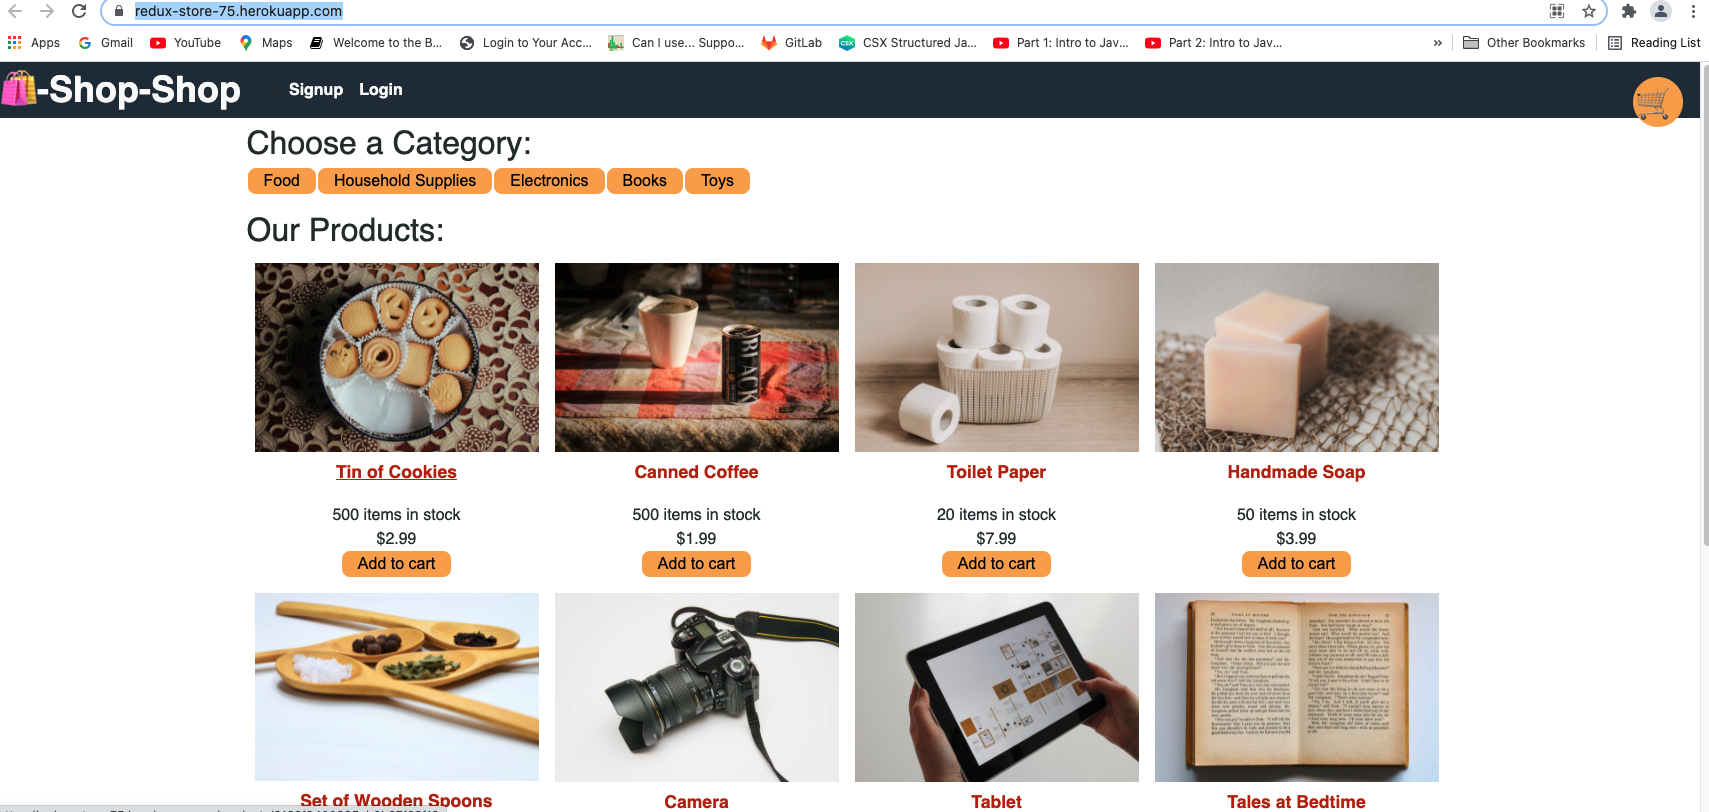 redux-store-75.herokuapp.com
Apps Gmail YouTube Maps Welcome to the B... Login to Your Acc... Can I use... Suppo... GitLab CSX Structured Ja... Part 1: Intro to Jav... Part 2: Intro to Jav... » Other Bookmarks Reading List
-Shop-Shop Signup Login
Choose a Category:
Food Household Supplies Electronics Books Toys
Our Products:
BLACK
Tin of Cookies Canned Coffee Toilet Paper Handmade Soap
500 items in stock 500 items in stock 20 items in stock 50 items in stock
$2.99 $1.99 $7.99 $3.99
Add to cart Add to cart Add to cart Add to cart
Set of Wooden Spoons Camera Tablet Tales at Bedtime